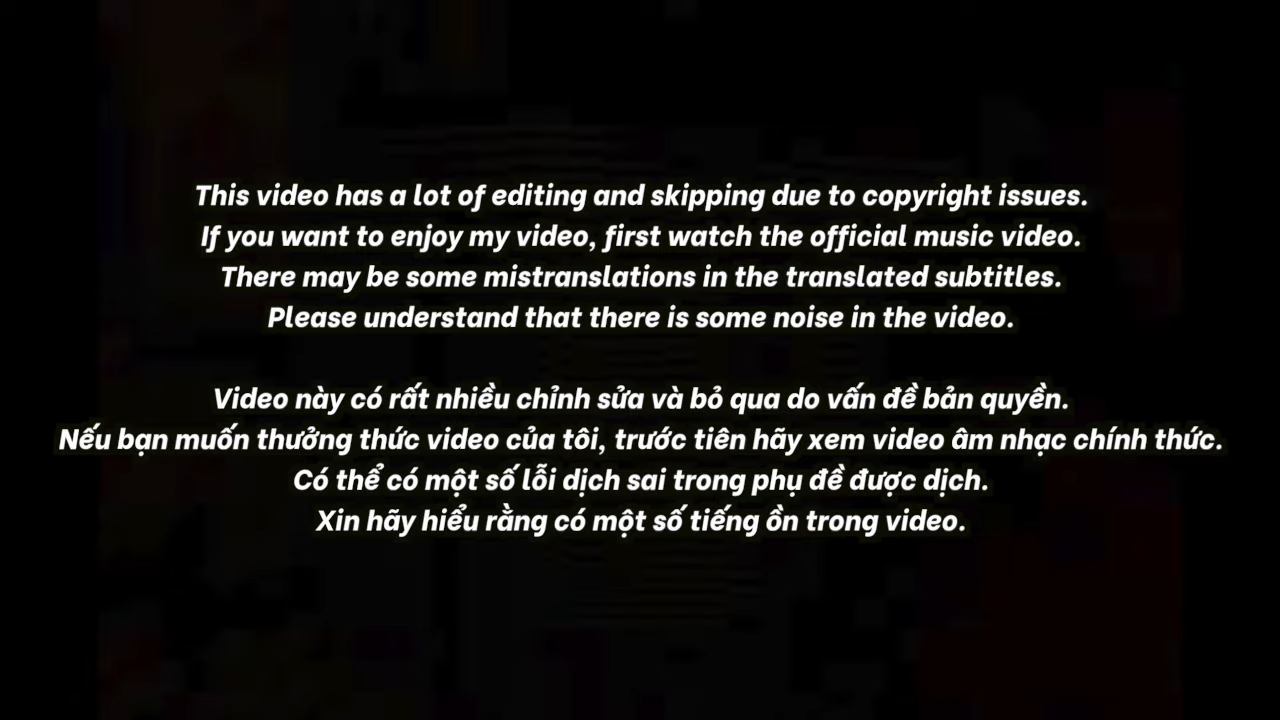 This video has a lot of editing and skipping due to copyright issues.
If you want to enjoy my video, first watch the official music video.
There may be some mistranslations in the translated subtitles.
Please understand that there is some noise in the video.
Video này có rất nhiều chỉnh sửa và bỏ qua do vấn đề bản quyền.
Nếu bạn muốn thưởng thức video của tôi, trước tiên hãy xem video âm nhạc chính thức.
Có thể có một số lỗi dịch sai trong phụ đề được dịch.
Xin hãy hiểu rằng có một số tiếng ồn trong video.